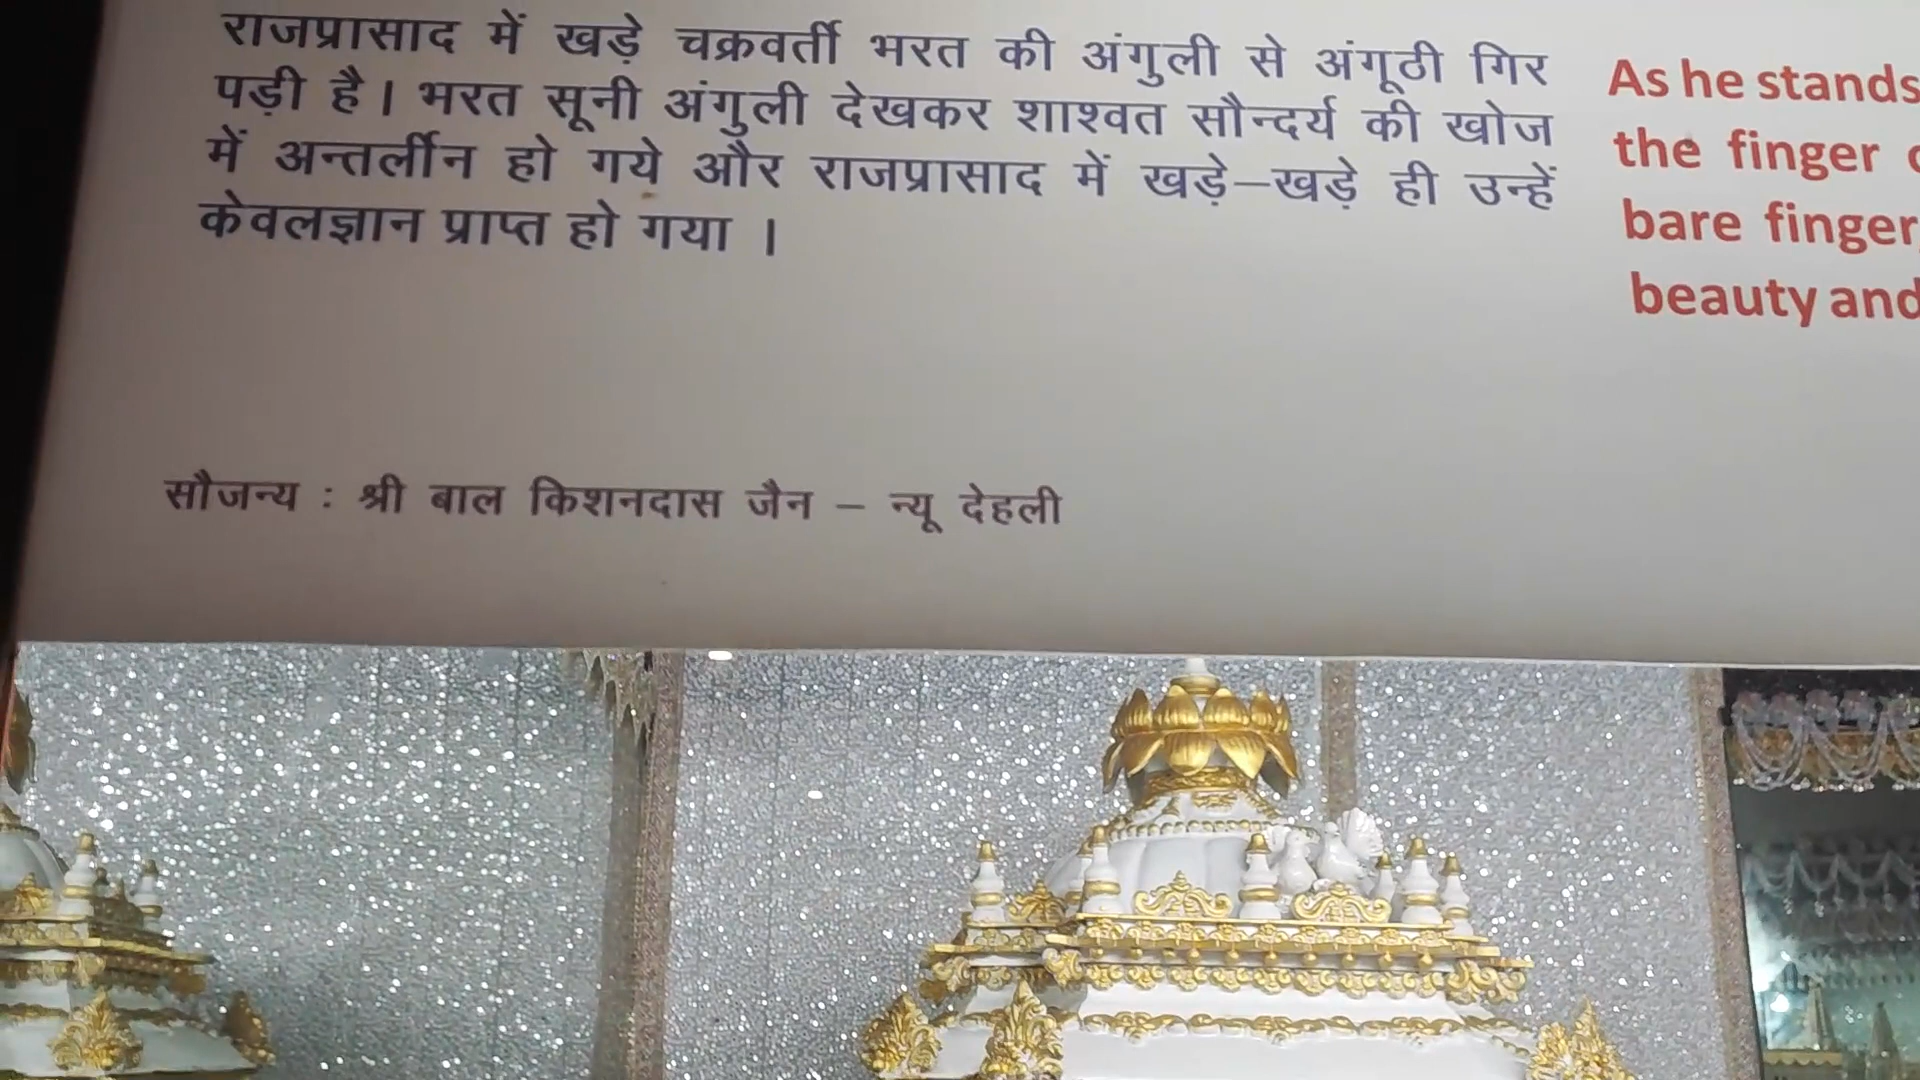 राजप्रासाद में खड़े चक्रवर्ती भरत की अंगुली से अंगूठी गिर
पड़ी है। भरत सूनी अंगुली देखकर शाश्वत सौन्दर्य की खोज
में अन्तर्लीन हो गये और राजप्रासाद में खड़े–खड़े ही उन्हें
केवलज्ञान प्राप्त हो गया ।
सौजन्य : श्री बाल किशनदास जैन – न्यू देहली
As he stands
the finger
bare finger,
beauty and